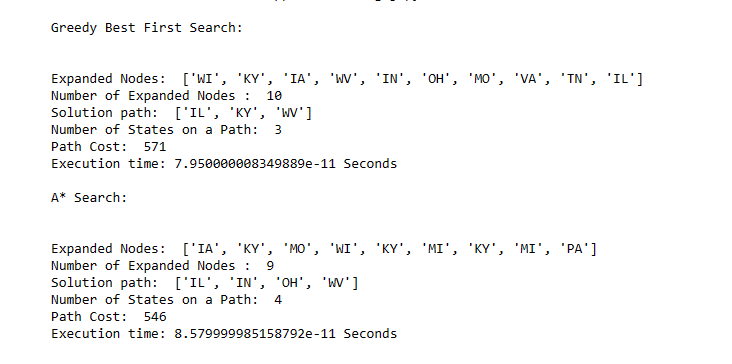 Greedy Best First Search:
Expanded Nodes:  ['WI', 'KY', 'IA', 'WV', 'IN', 'OH', 'MO', 'VA', 'TN', 'IL']
Number of Expanded Nodes :  10
Solution path:  ['IL', 'KY', 'WV']
Number of States on a Path:  3
Path Cost:  571
Execution time: 7.950000008349889e-11 Seconds
A* Search:
Expanded Nodes:  ['IA', 'KY', 'MO', 'WI', 'KY', 'MI', 'KY', 'MI', 'PA']
Number of Expanded Nodes :  9
Solution path:  ['IL', 'IN', 'OH', 'WV']
Number of States on a Path:  4
Path Cost:  546
Execution time: 8.579999985158792e-11 Seconds